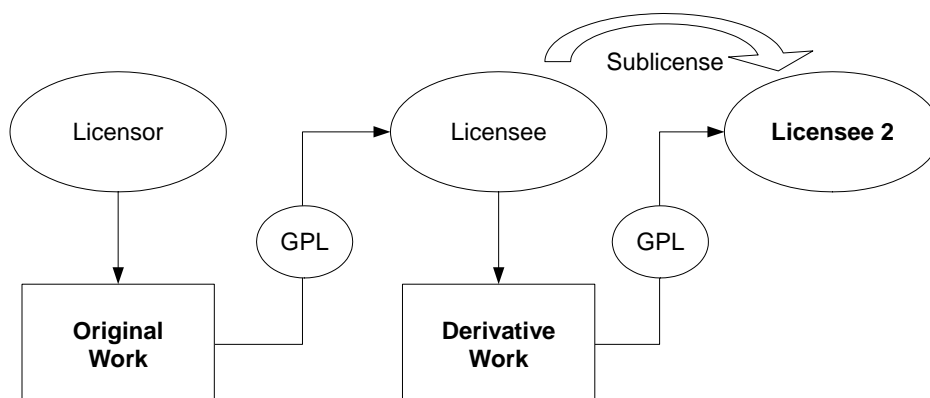 Sublicense
Licensor
Licensee
Licensee 2
GPL
GPL
Original
Work
Derivative
Work